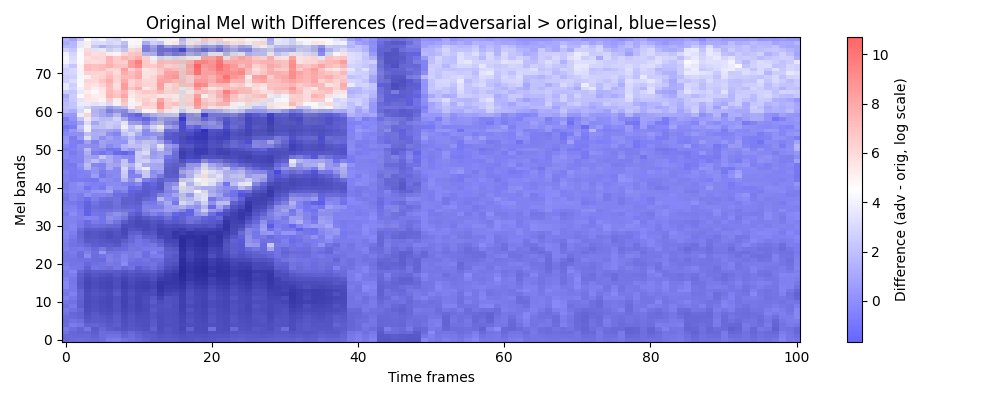 Original Mel with Differences (red=adversarial > original, blue=less)
70
60
50
40
30
20
10
0
Mel bands
0 20 40 60 80 100
Time frames
10
8
6
4
2
0
Difference (adv - orig, log scale)